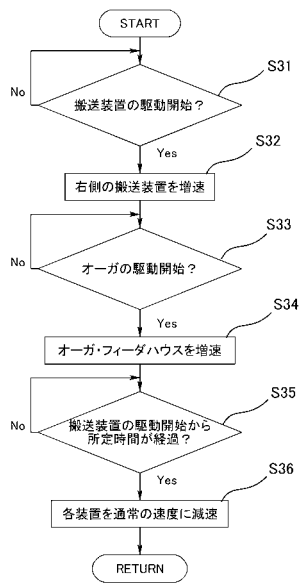 START
S31
搬送装置の駆動開始？
No
Yes
S32
右側の搬送装置を増速
S33
オーガの駆動開始？
No
Yes
S34
オーガ・フィーダハウスを増速
S35
搬送装置の駆動開始から
所定時間が経過？
No
Yes
S36
各装置を通常の速度に減速
RETURN